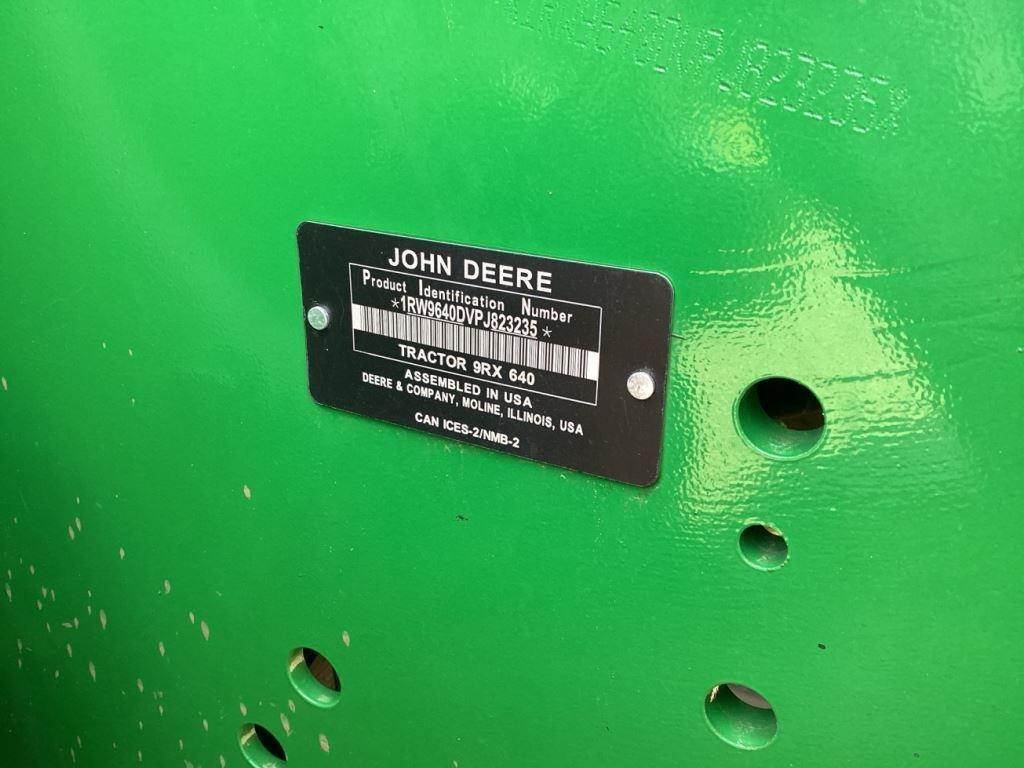 JOHN DEERE
Product Identification Number
*1RW9640DVPJ823235*
TRACTOR 9RX 640
ASSEMBLED IN USA
DEERE & COMPANY, MOLINE, ILLINOIS, USA
CAN ICES-2/NMB-2